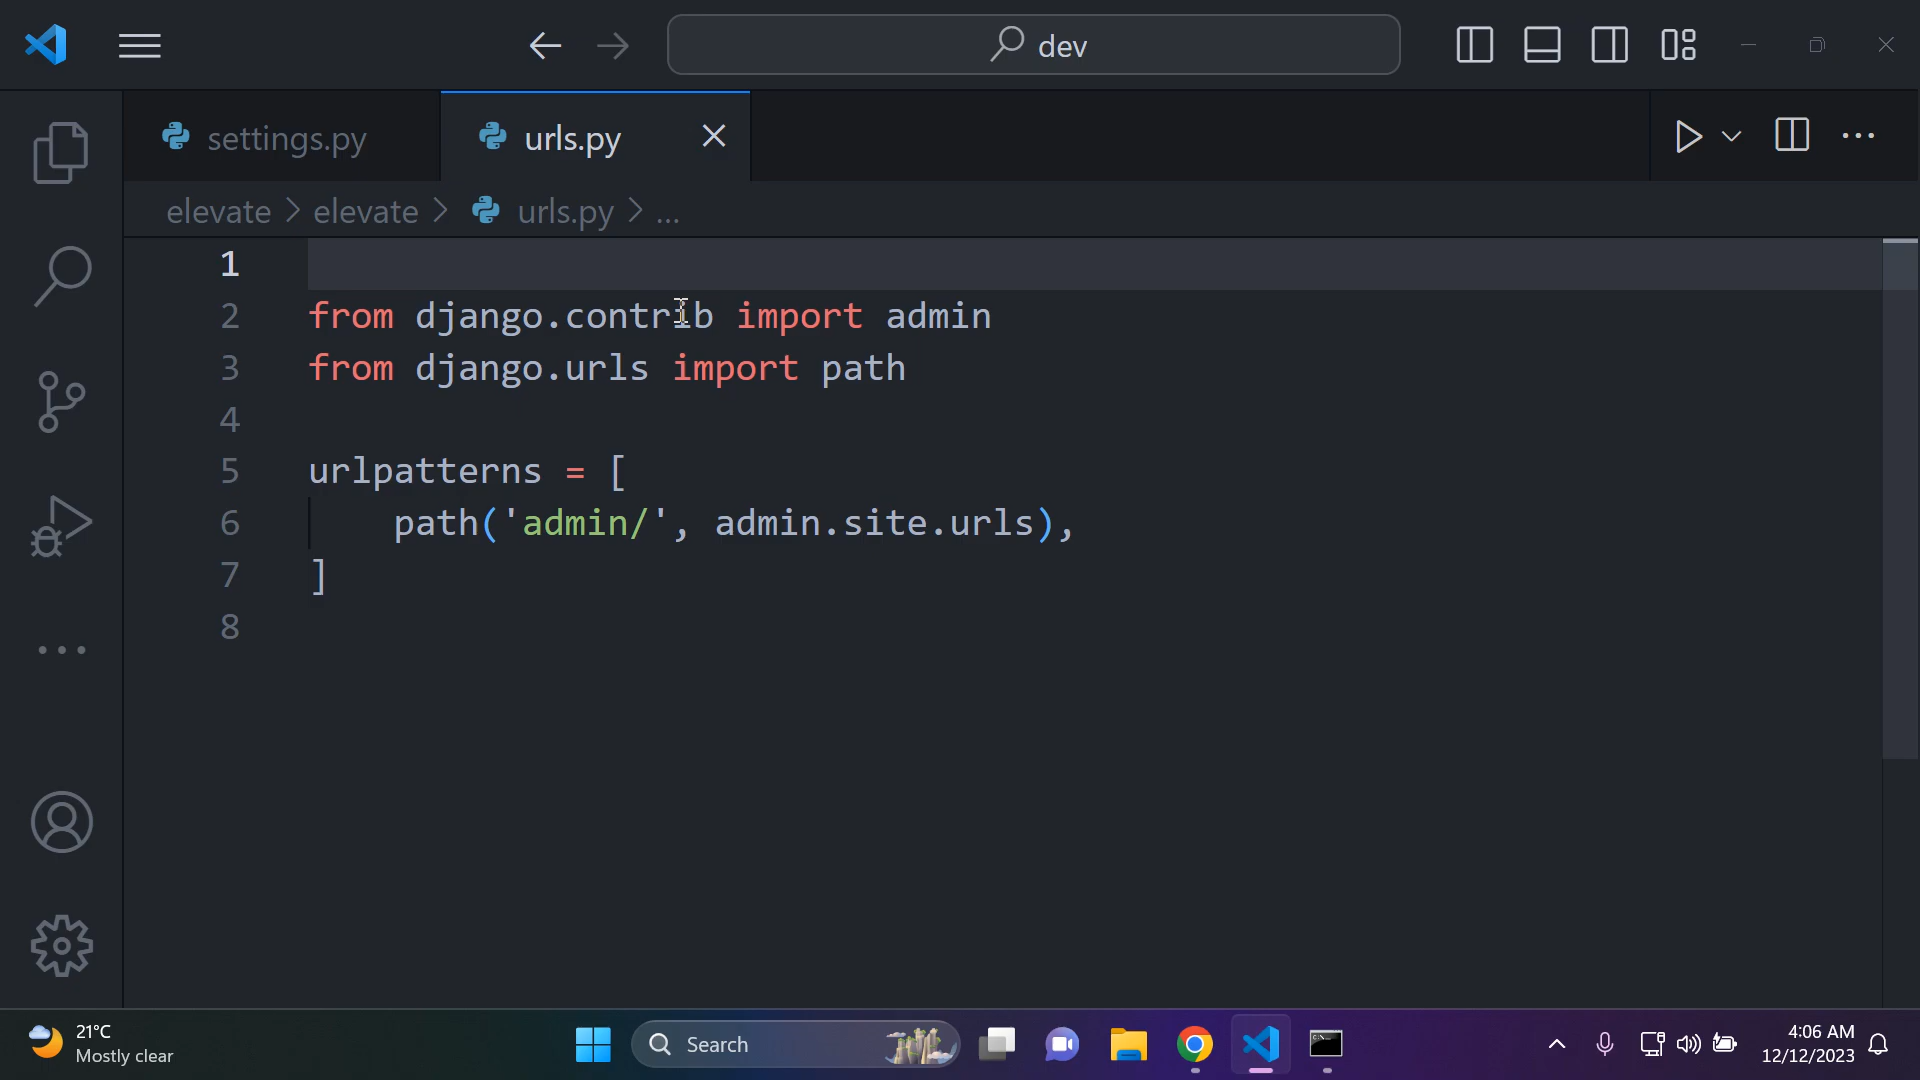 dev
settings.py
urls.py
elevate > elevate > urls.py > ...
1
2 from django.contrib import admin
3 from django.urls import path
4
5 urlpatterns = [
6 path('admin/', admin.site.urls),
7 ]
8
21°C
Mostly clear
Search
4:06 AM
12/12/2023